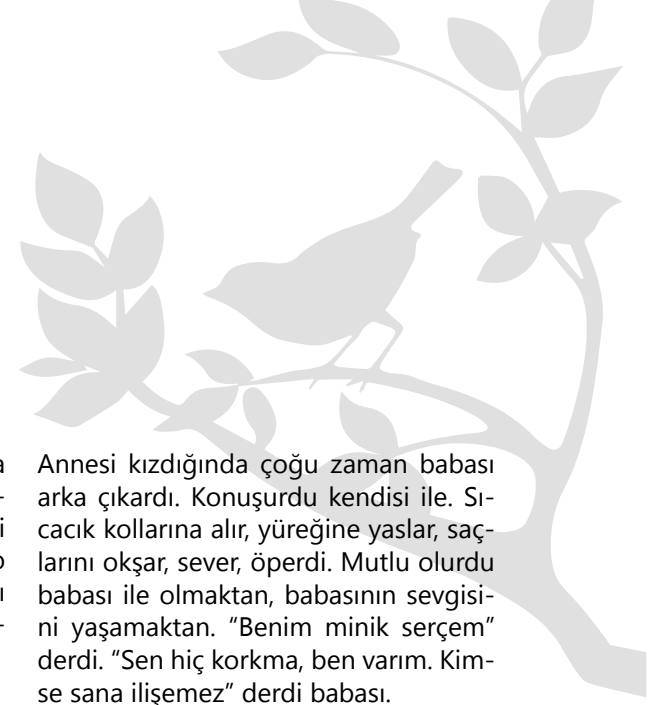 Annesi kızdığında çoğu zaman babası
arka çıkardı. Konuşurdu kendisi ile. Sı-
cacık kollarına alır, yüreğine yaslar, saç-
larını okşar, sever, öperdi. Mutlu olurdu
babası ile olmaktan, babasının sevgisi-
ni yaşamaktan. “Benim minik serçem”
derdi. “Sen hiç korkma, ben varım. Kim-
se sana ilişemez” derdi babası.